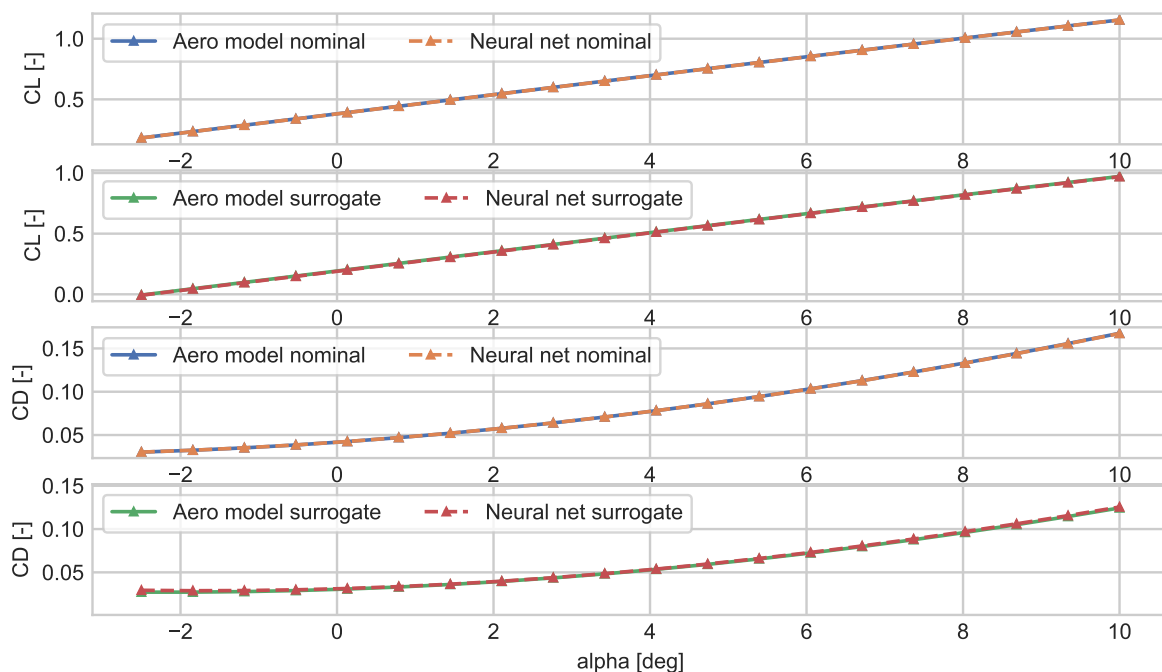 Aero model nominal Neural net nominal
CL [-]
1.0
0.5
−2 0 2 4 6 8 10
Aero model surrogate Neural net surrogate
CL [-]
1.0
0.5
0.0
−2 0 2 4 6 8 10
Aero model nominal Neural net nominal
CD [-]
0.15
0.10
0.05
−2 0 2 4 6 8 10
Aero model surrogate Neural net surrogate
CD [-]
0.15
0.10
0.05
−2 0 2 4 6 8 10
alpha [deg]